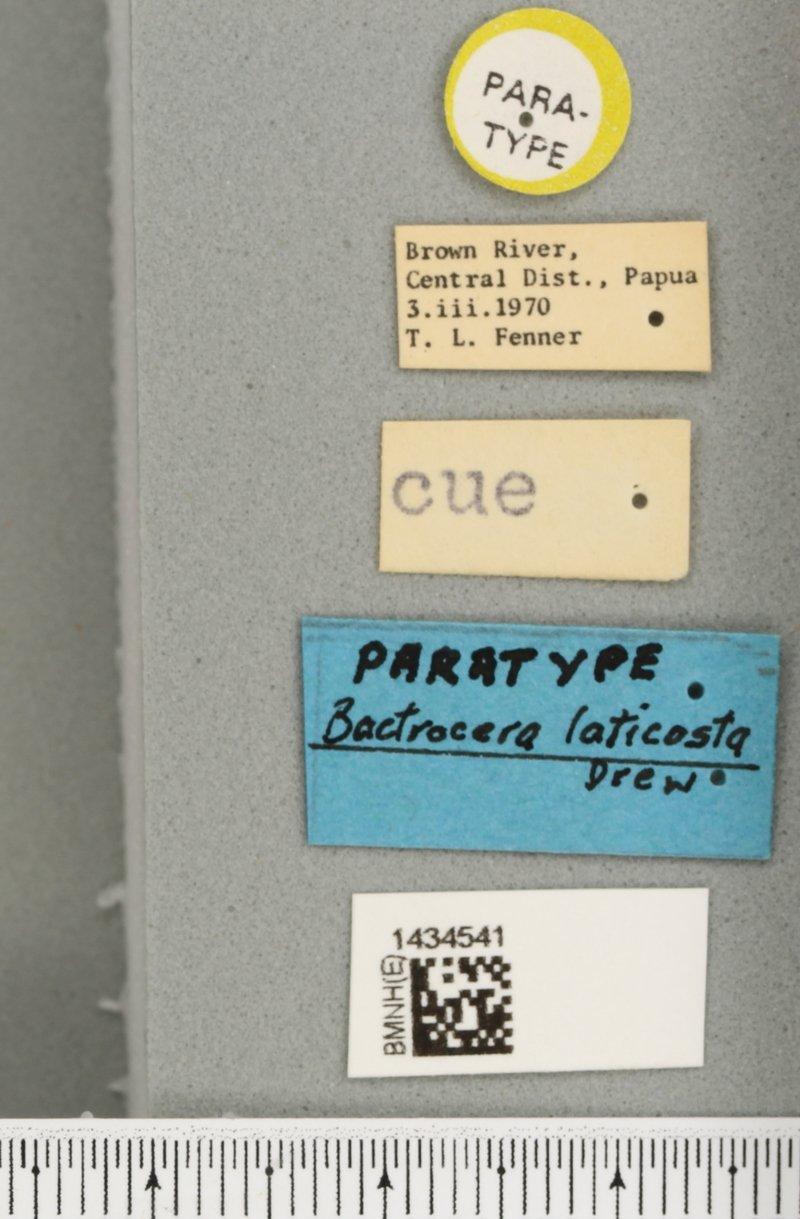 PARA-
TYPE
Brown River,
Central Dist., Papua
3.iii.1970
T. L. Fenner
cue
PARATYPE
Bactrocera laticosta
Drew
1434541
BMNH(E)